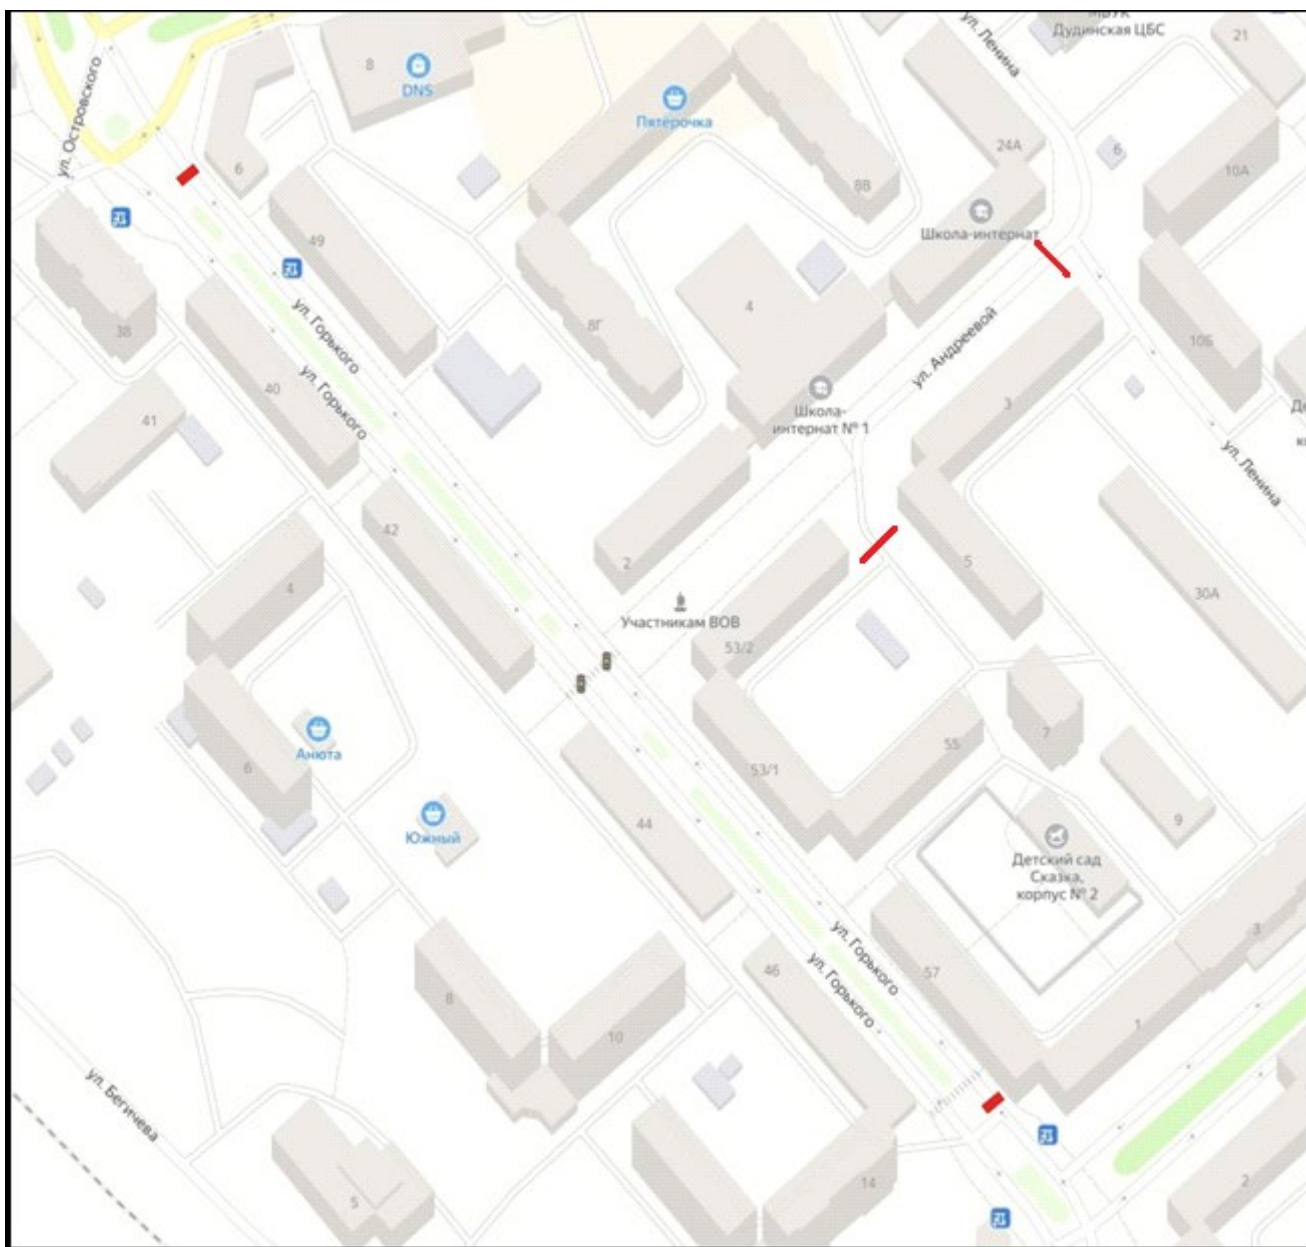 ул. Ленина
МБУК
Дудинская ЦБС
21
ул. Островского
8
DNS
Пятёрочка
24А
6
10А
6
8В
Школа-интернат
49
38
ул. Горького
ул. Горького
40
8Г
4
ул. Андреевой
10Б
3
Школа-
интернат № 1
41
ул. Ленина
42
2
5
4
30А
Участникам ВОВ
53/2
7
55
Анюта
6
53/1
44
Южный
9
Детский сад
Сказка,
корпус № 2
ул. Горького
ул. Горького
46
57
3
8
10
1
ул. Бегичева
5
14
2